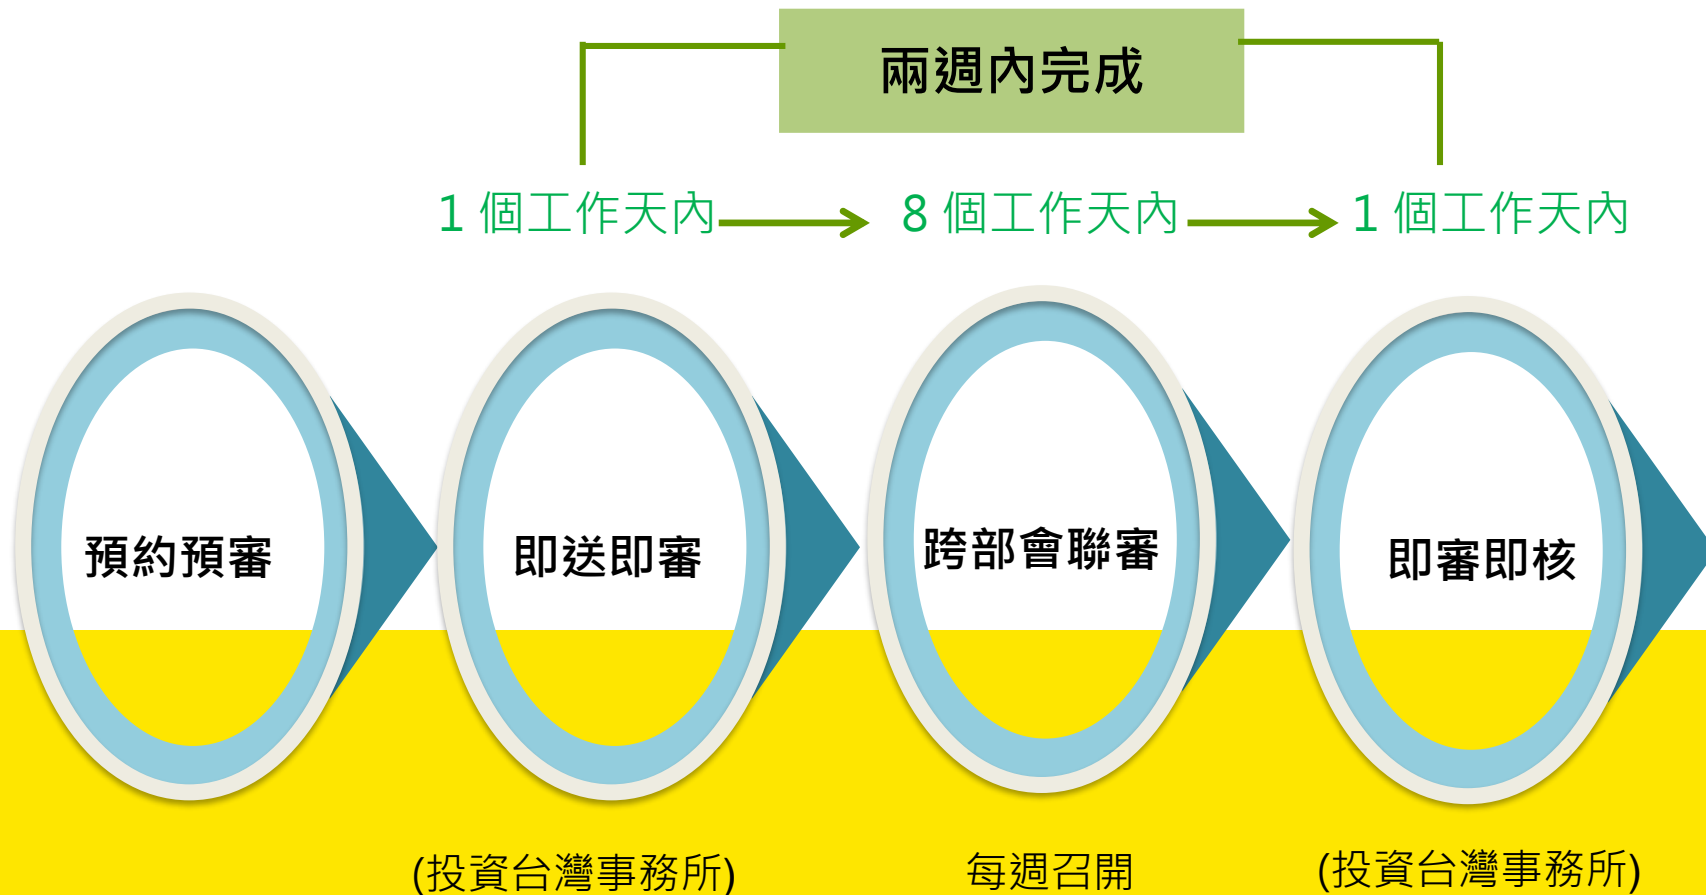 兩週內完成
1 個工作天內
8 個工作天內
1 個工作天內
預約預審
即送即審
跨部會聯審
即審即核
(投資台灣事務所)
每週召開
(投資台灣事務所)